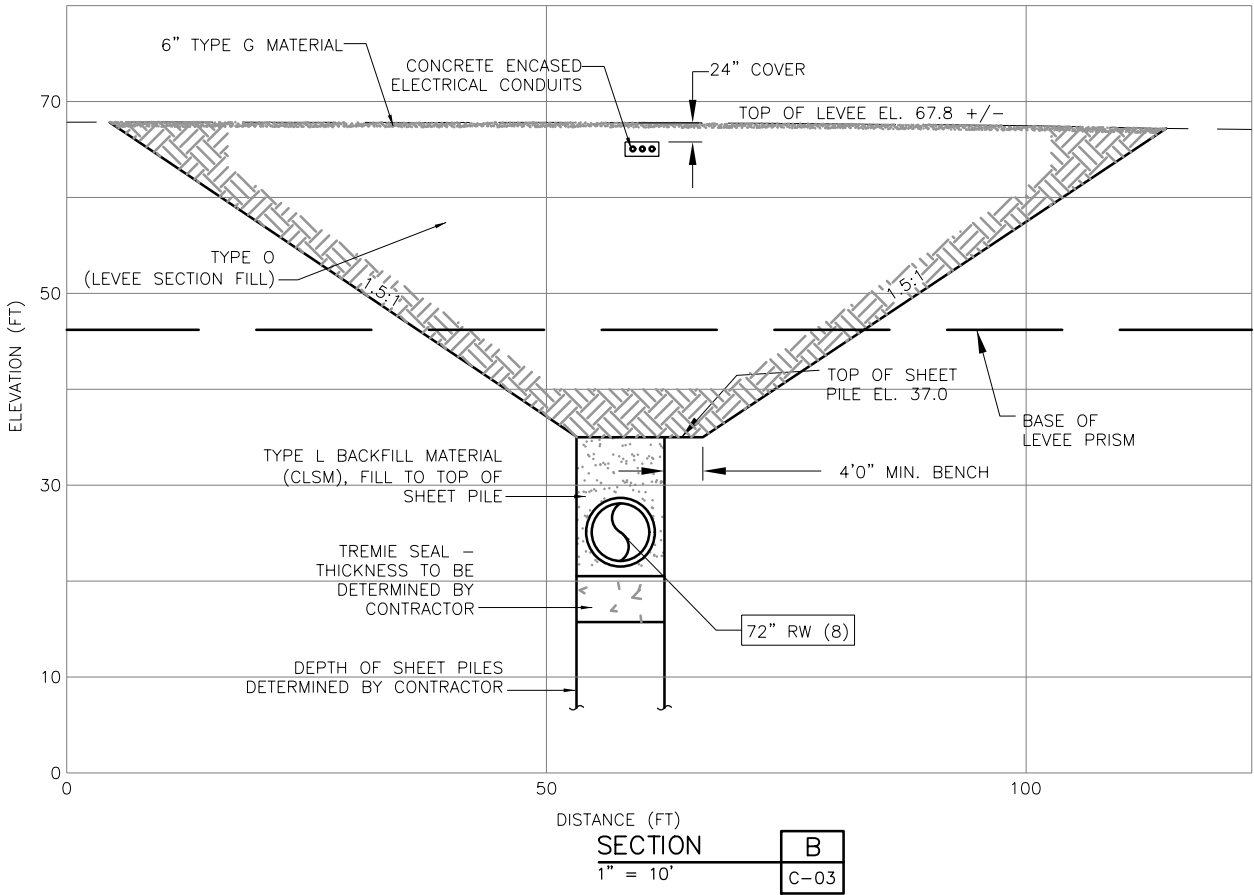 6" TYPE G MATERIAL
CONCRETE ENCASED
ELECTRICAL CONDUITS
24" COVER
TOP OF LEVEE EL. 67.8 +/-
70
TYPE O
(LEVEE SECTION FILL)
1.5:1
1.5:1
50
ELEVATION (FT)
TOP OF SHEET
PILE EL. 37.0
BASE OF
LEVEE PRISM
TYPE L BACKFILL MATERIAL
(CLSM), FILL TO TOP OF
SHEET PILE
4'0" MIN. BENCH
30
TREMIE SEAL –
THICKNESS TO BE
DETERMINED BY
CONTRACTOR
72" RW (8)
DEPTH OF SHEET PILES
DETERMINED BY CONTRACTOR
10
0
0
50
100
DISTANCE (FT)
SECTION
1" = 10'
B
C-03